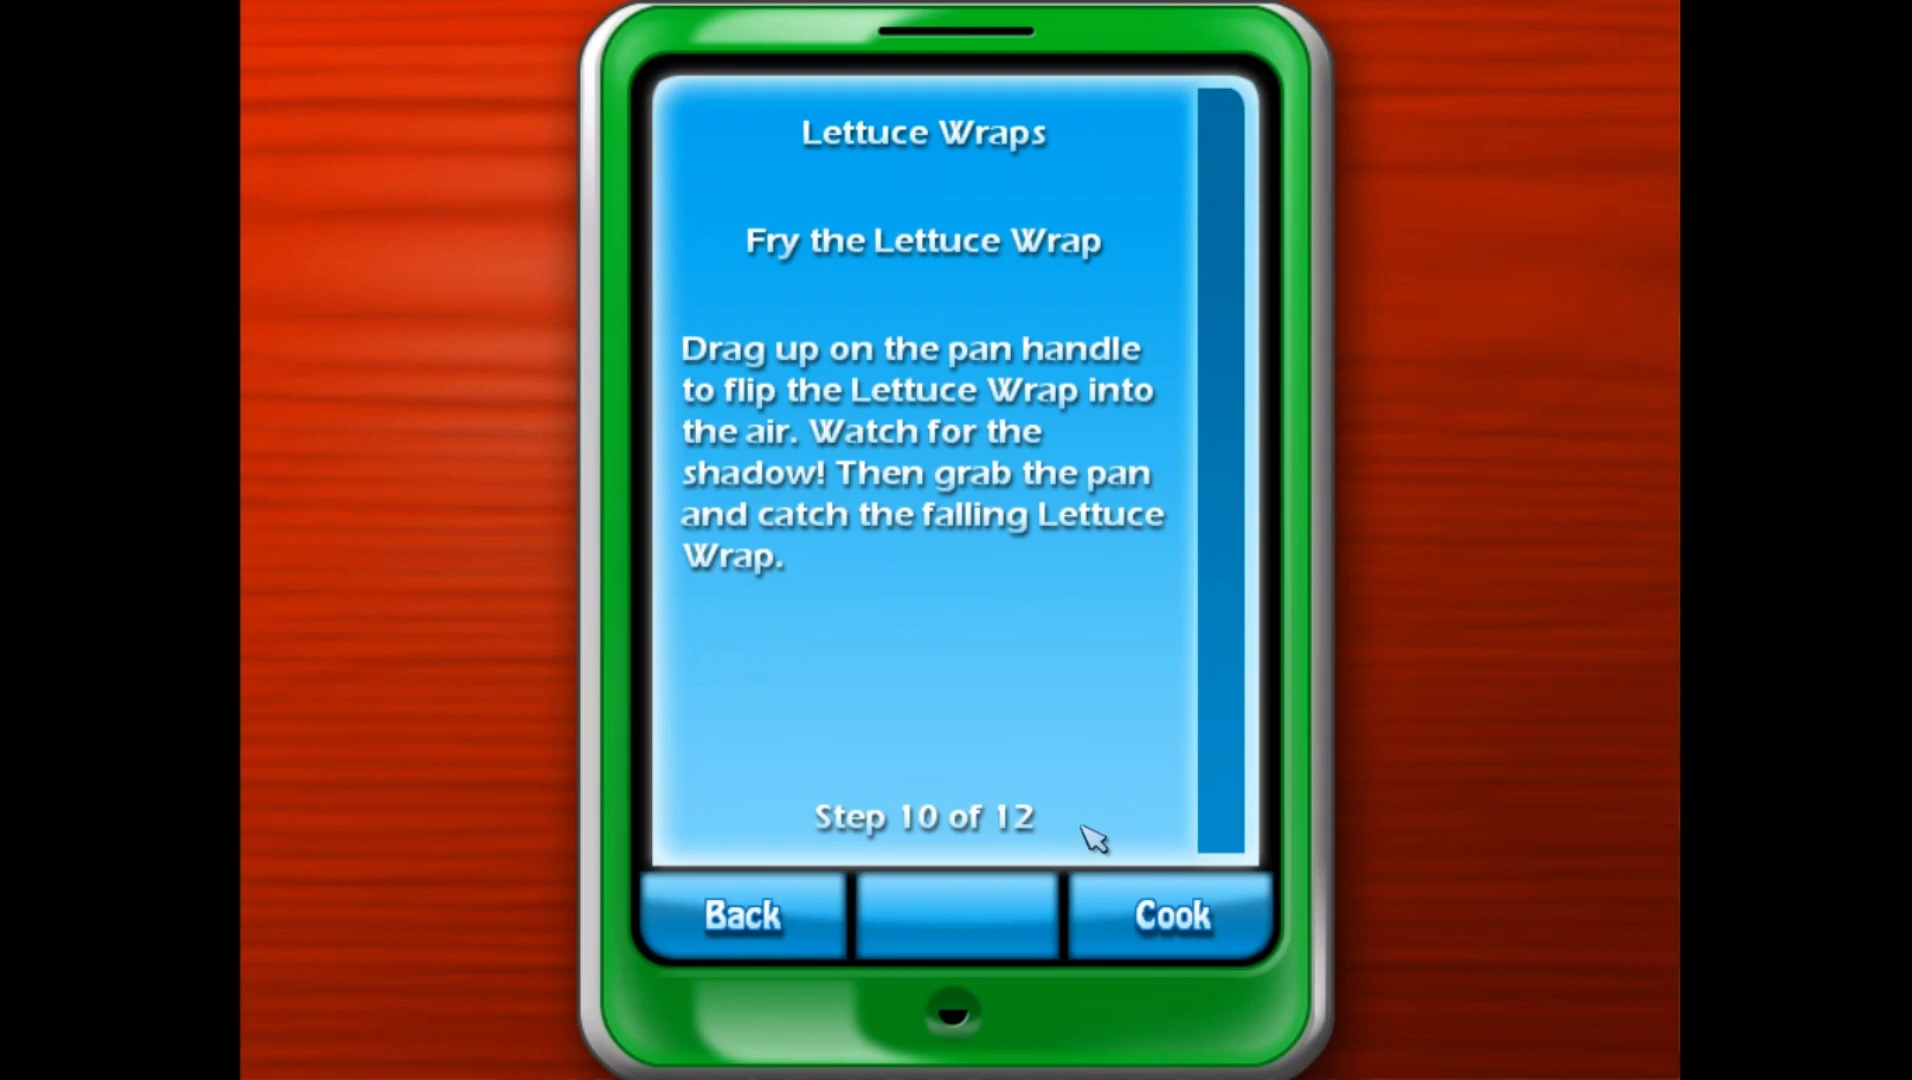 Lettuce Wraps
Fry the Lettuce Wrap
Drag up on the pan handle
to flip the Lettuce Wrap into
the air. Watch for the
shadow! Then grab the pan
and catch the falling Lettuce
Wrap.
Step 10 of 12
Back
Cook